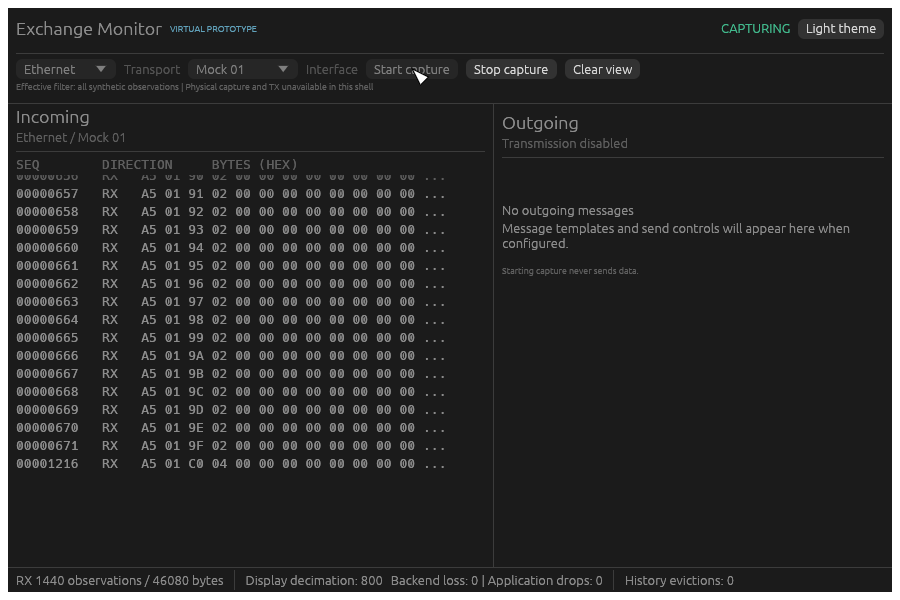 Exchange Monitor VIRTUAL PROTOTYPE CAPTURING Light theme
Ethernet Transport Mock 01 Interface Start capture Stop capture Clear view
Effective filter: all synthetic observations | Physical capture and TX unavailable in this shell
Incoming
Ethernet / Mock 01
SEQ DIRECTION BYTES (HEX)
00000656 RX A5 01 90 02 00 00 00 00 00 00 00 00 ...
00000657 RX A5 01 91 02 00 00 00 00 00 00 00 00 ...
00000658 RX A5 01 92 02 00 00 00 00 00 00 00 00 ...
00000659 RX A5 01 93 02 00 00 00 00 00 00 00 00 ...
00000660 RX A5 01 94 02 00 00 00 00 00 00 00 00 ...
00000661 RX A5 01 95 02 00 00 00 00 00 00 00 00 ...
00000662 RX A5 01 96 02 00 00 00 00 00 00 00 00 ...
00000663 RX A5 01 97 02 00 00 00 00 00 00 00 00 ...
00000664 RX A5 01 98 02 00 00 00 00 00 00 00 00 ...
00000665 RX A5 01 99 02 00 00 00 00 00 00 00 00 ...
00000666 RX A5 01 9A 02 00 00 00 00 00 00 00 00 ...
00000667 RX A5 01 9B 02 00 00 00 00 00 00 00 00 ...
00000668 RX A5 01 9C 02 00 00 00 00 00 00 00 00 ...
00000669 RX A5 01 9D 02 00 00 00 00 00 00 00 00 ...
00000670 RX A5 01 9E 02 00 00 00 00 00 00 00 00 ...
00000671 RX A5 01 9F 02 00 00 00 00 00 00 00 00 ...
00001216 RX A5 01 C0 04 00 00 00 00 00 00 00 00 ...
Outgoing
Transmission disabled
No outgoing messages
Message templates and send controls will appear here when
configured.
Starting capture never sends data.
RX 1440 observations / 46080 bytes Display decimation: 800 Backend loss: 0 | Application drops: 0 History evictions: 0